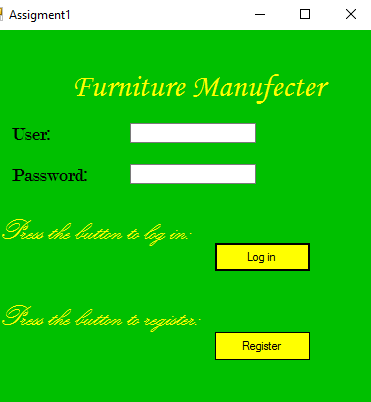 Assigment1
Furniture Manufecter
User:
Password:
Press the button to log in:
Log in
Press the button to register:
Register